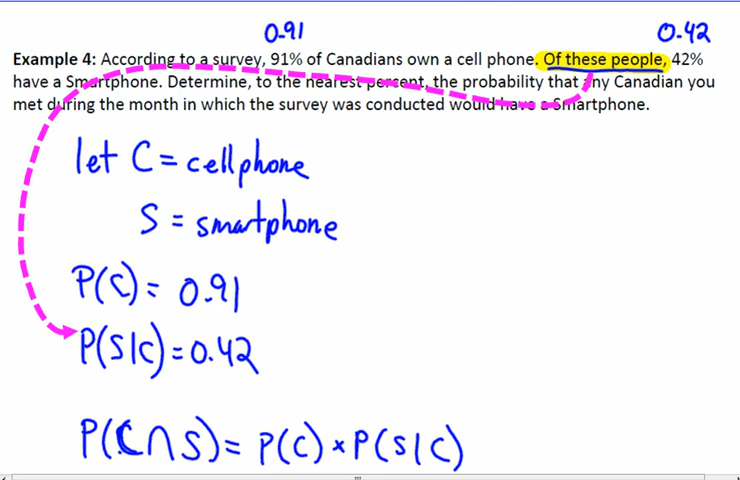 0.91 0.42
Example 4: According to a survey, 91% of Canadians own a cell phone. Of these people, 42%
have a Smartphone. Determine, to the nearest percent, the probability that any Canadian you
met during the month in which the survey was conducted would have a Smartphone.
let C = cellphone
S = smartphone
P(C) = 0.91
P(S|C) = 0.42
P(C ∩ S) = P(C) × P(S|C)